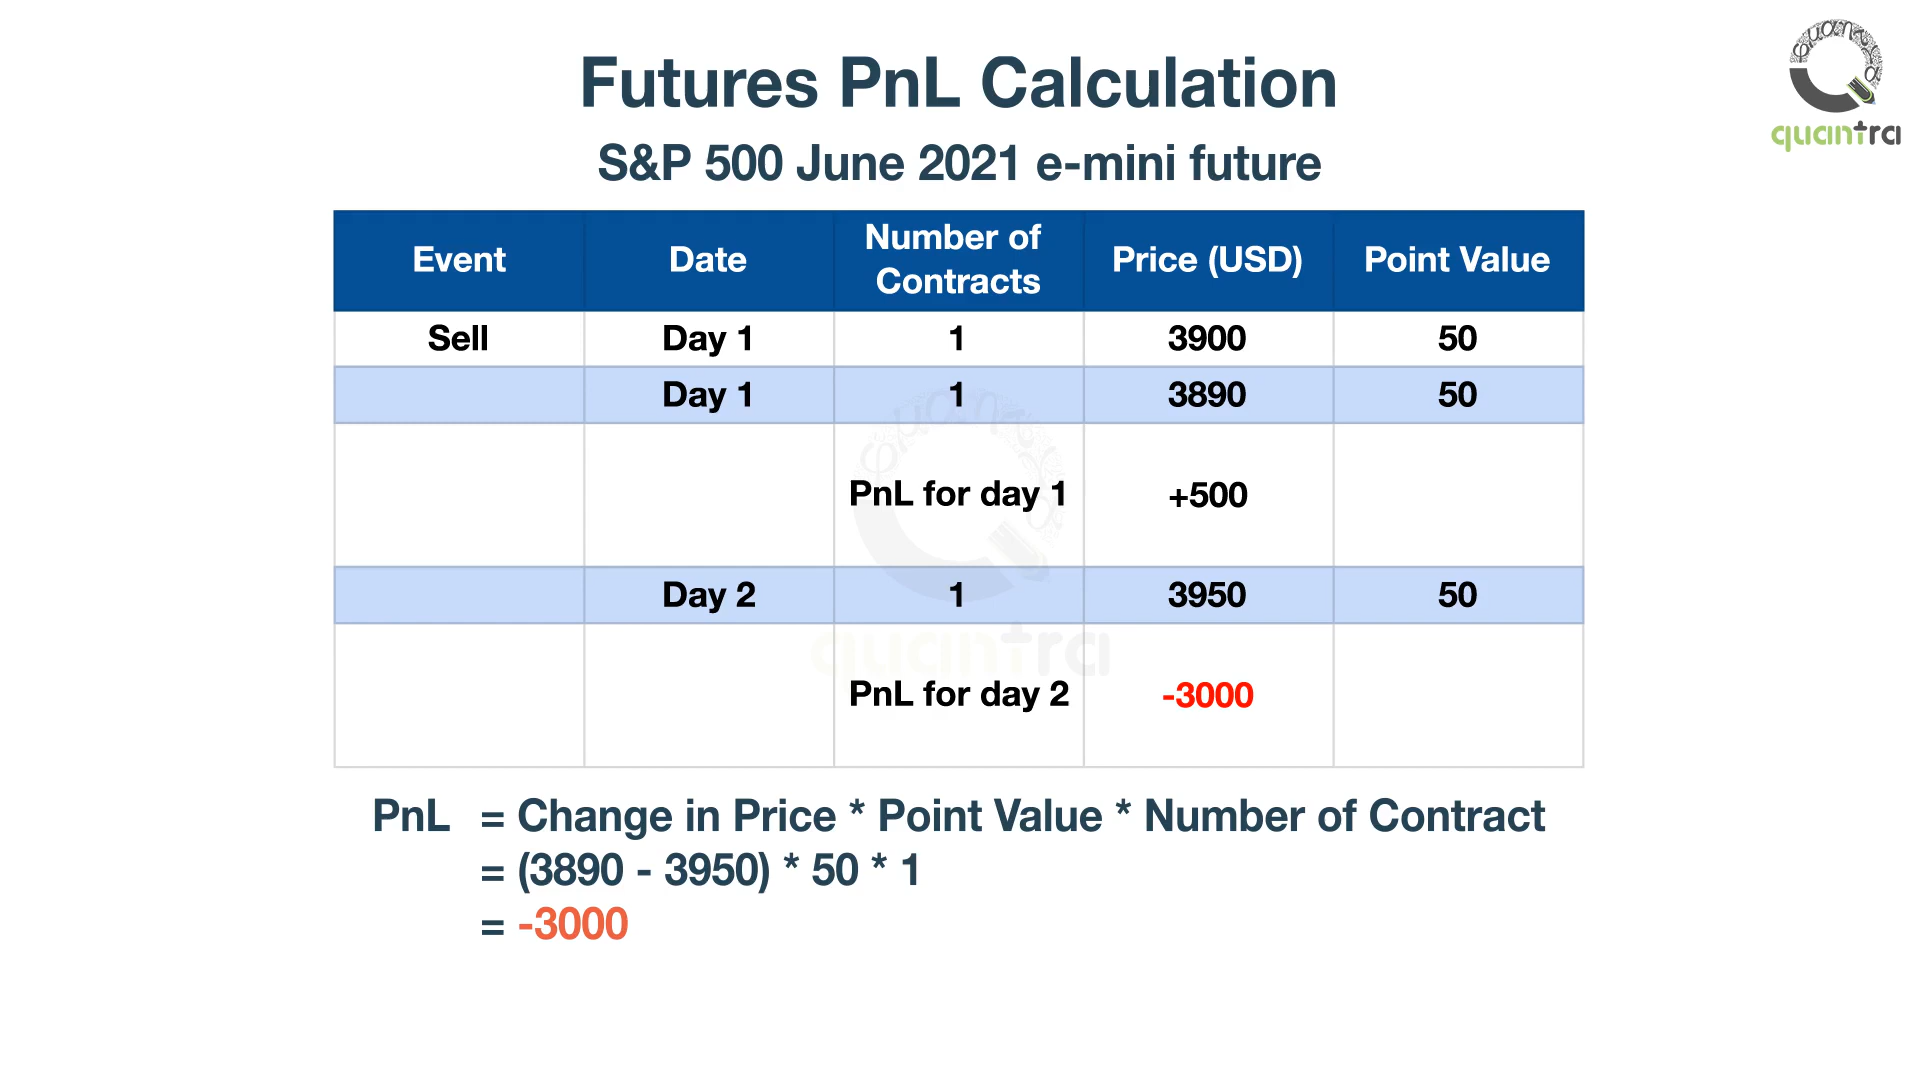 Futures PnL Calculation
S&P 500 June 2021 e-mini future
quantra
Event Date Number of Contracts Price (USD) Point Value
Sell Day 1 1 3900 50
Day 1 1 3890 50
PnL for day 1 +500
Day 2 1 3950 50
PnL for day 2 -3000
quantra
PnL = Change in Price * Point Value * Number of Contract
= (3890 - 3950) * 50 * 1
= -3000